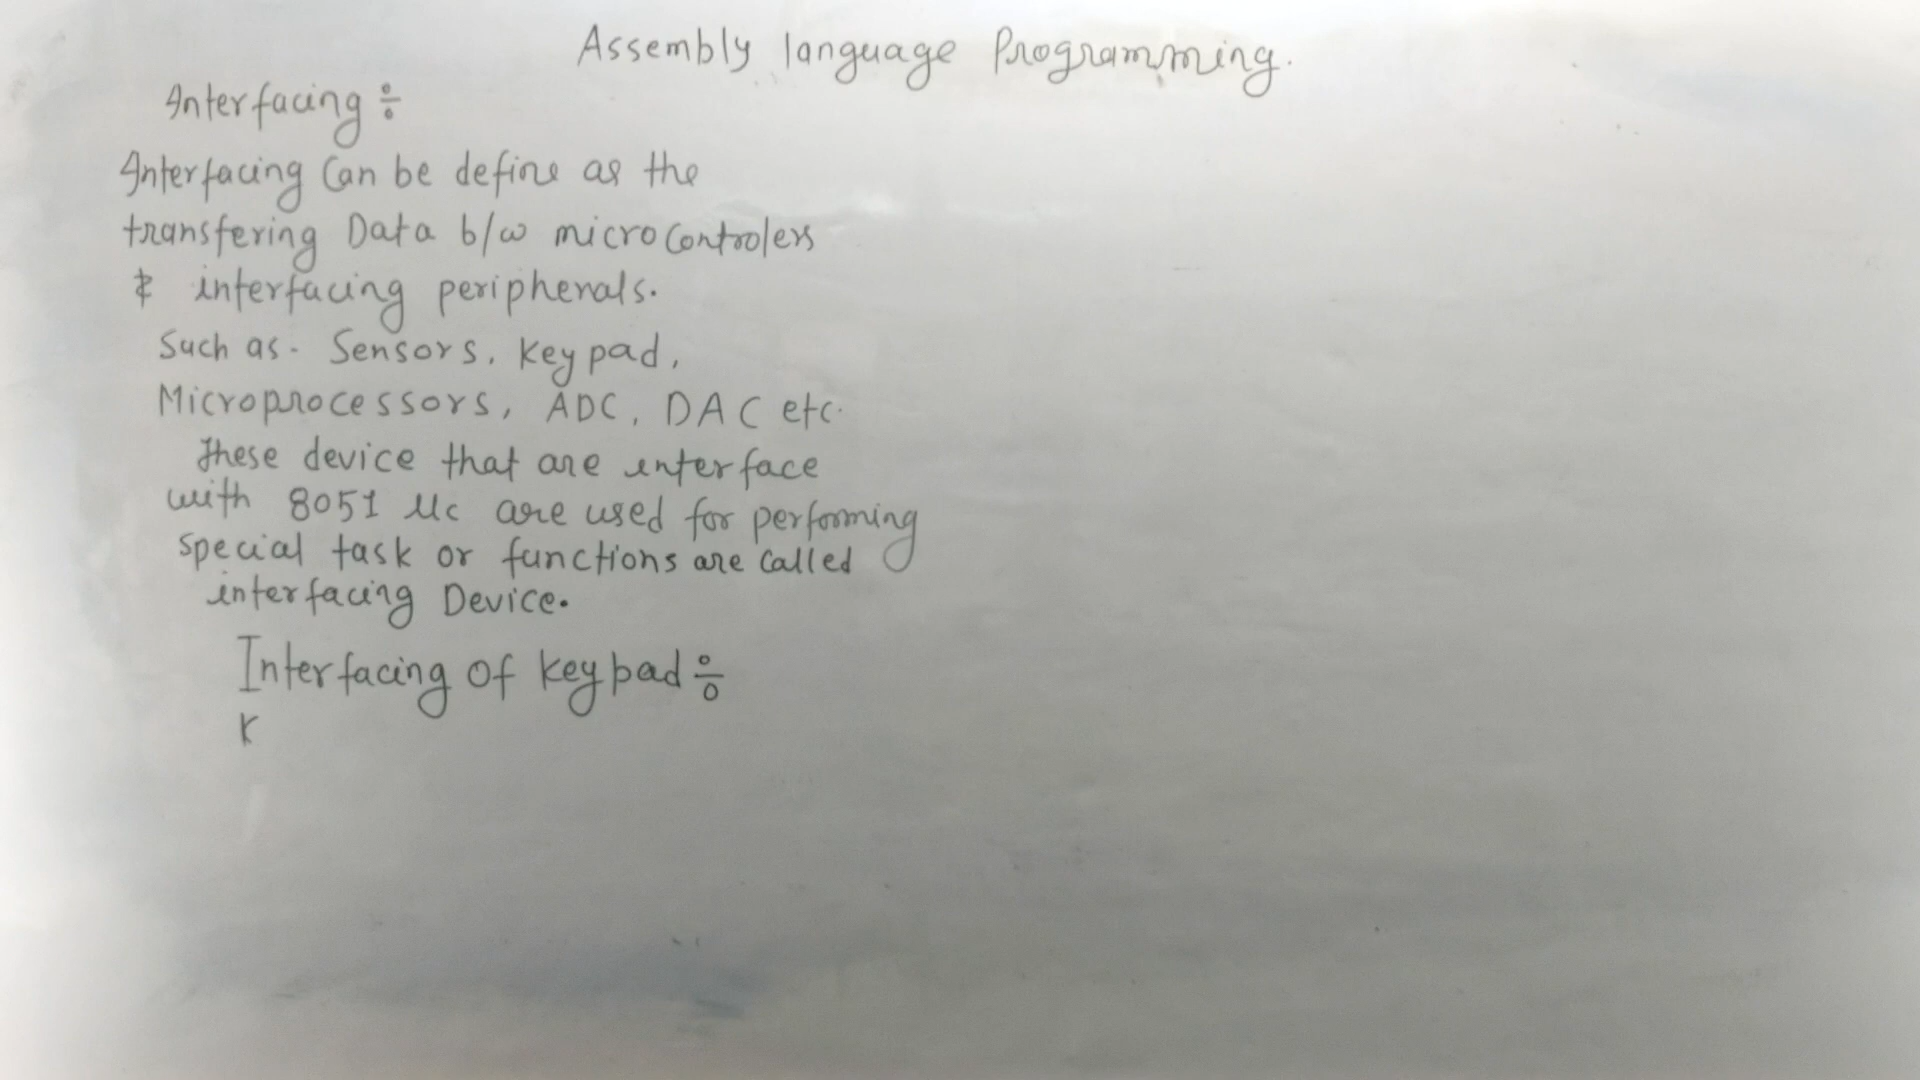 Assembly language Programming.
Interfacing ÷
Interfacing Can be define as the
transfering Data b/w microControlers
& interfacing peripherals.
Such as - Sensors, Keypad,
Microprocessors, ADC, DAC etc.
These device that are interface
with 8051 Uc are used for performing
special task or functions are called
interfacing Device.
Interfacing of keypad ÷
K